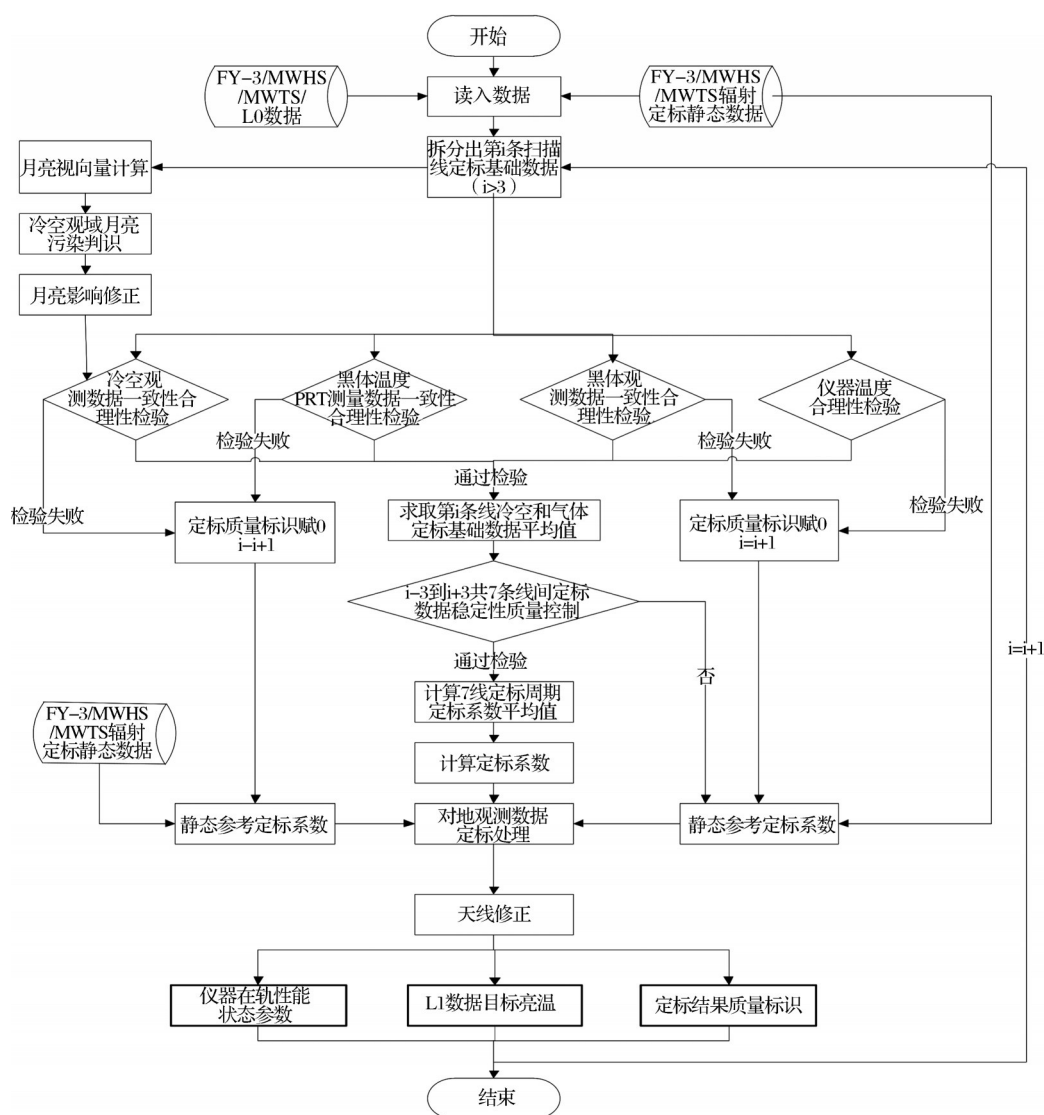 开始
FY-3/MWHS
/MWTS/
L0数据
读入数据
FY-3/MWHS
/MWTS辐射
定标静态数据
拆分出第i条扫描
线定标基础数据
(i>3)
月亮视向量计算
冷空观域月亮
污染判识
月亮影响修正
冷空观
测数据一致性合
理性检验
黑体温度
PRT测量数据一致性
合理性检验
黑体观
测数据一致性合
理性检验
仪器温度
合理性检验
检验失败
检验失败
通过检验
检验失败
检验失败
定标质量标识赋0
i-i+1
求取第i条线冷空和气体
定标基础数据平均值
定标质量标识赋0
i=i+1
i-3到i+3共7条线间定标
数据稳定性质量控制
i=i+1
通过检验
否
计算7线定标周期
定标系数平均值
FY-3/MWHS
/MWTS辐射
定标静态数据
计算定标系数
静态参考定标系数
对地观测数据
定标处理
静态参考定标系数
天线修正
仪器在轨性能
状态参数
L1数据目标亮温
定标结果质量标识
结束